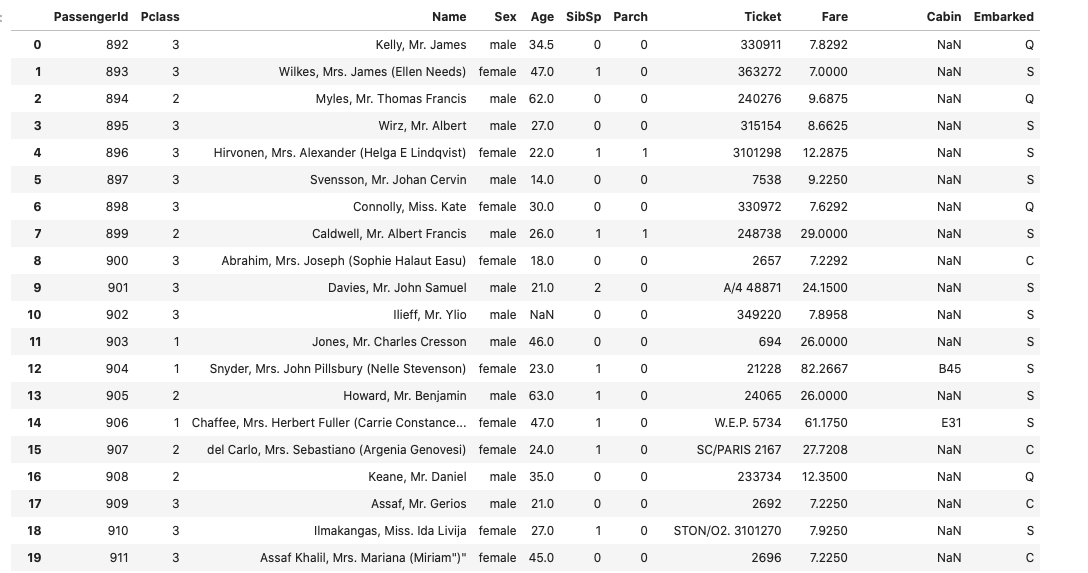 : PassengerId Pclass Name Sex Age SibSp Parch Ticket Fare Cabin Embarked
0 892 3 Kelly, Mr. James male 34.5 0 0 330911 7.8292 NaN Q
1 893 3 Wilkes, Mrs. James (Ellen Needs) female 47.0 1 0 363272 7.0000 NaN S
2 894 2 Myles, Mr. Thomas Francis male 62.0 0 0 240276 9.6875 NaN Q
3 895 3 Wirz, Mr. Albert male 27.0 0 0 315154 8.6625 NaN S
4 896 3 Hirvonen, Mrs. Alexander (Helga E Lindqvist) female 22.0 1 1 3101298 12.2875 NaN S
5 897 3 Svensson, Mr. Johan Cervin male 14.0 0 0 7538 9.2250 NaN S
6 898 3 Connolly, Miss. Kate female 30.0 0 0 330972 7.6292 NaN Q
7 899 2 Caldwell, Mr. Albert Francis male 26.0 1 1 248738 29.0000 NaN S
8 900 3 Abrahim, Mrs. Joseph (Sophie Halaut Easu) female 18.0 0 0 2657 7.2292 NaN C
9 901 3 Davies, Mr. John Samuel male 21.0 2 0 A/4 48871 24.1500 NaN S
10 902 3 Ilieff, Mr. Ylio male NaN 0 0 349220 7.8958 NaN S
11 903 1 Jones, Mr. Charles Cresson male 46.0 0 0 694 26.0000 NaN S
12 904 1 Snyder, Mrs. John Pillsbury (Nelle Stevenson) female 23.0 1 0 21228 82.2667 B45 S
13 905 2 Howard, Mr. Benjamin male 63.0 1 0 24065 26.0000 NaN S
14 906 1 Chaffee, Mrs. Herbert Fuller (Carrie Constance... female 47.0 1 0 W.E.P. 5734 61.1750 E31 S
15 907 2 del Carlo, Mrs. Sebastiano (Argenia Genovesi) female 24.0 1 0 SC/PARIS 2167 27.7208 NaN C
16 908 2 Keane, Mr. Daniel male 35.0 0 0 233734 12.3500 NaN Q
17 909 3 Assaf, Mr. Gerios male 21.0 0 0 2692 7.2250 NaN C
18 910 3 Ilmakangas, Miss. Ida Livija female 27.0 1 0 STON/O2. 3101270 7.9250 NaN S
19 911 3 Assaf Khalil, Mrs. Mariana (Miriam")" female 45.0 0 0 2696 7.2250 NaN C